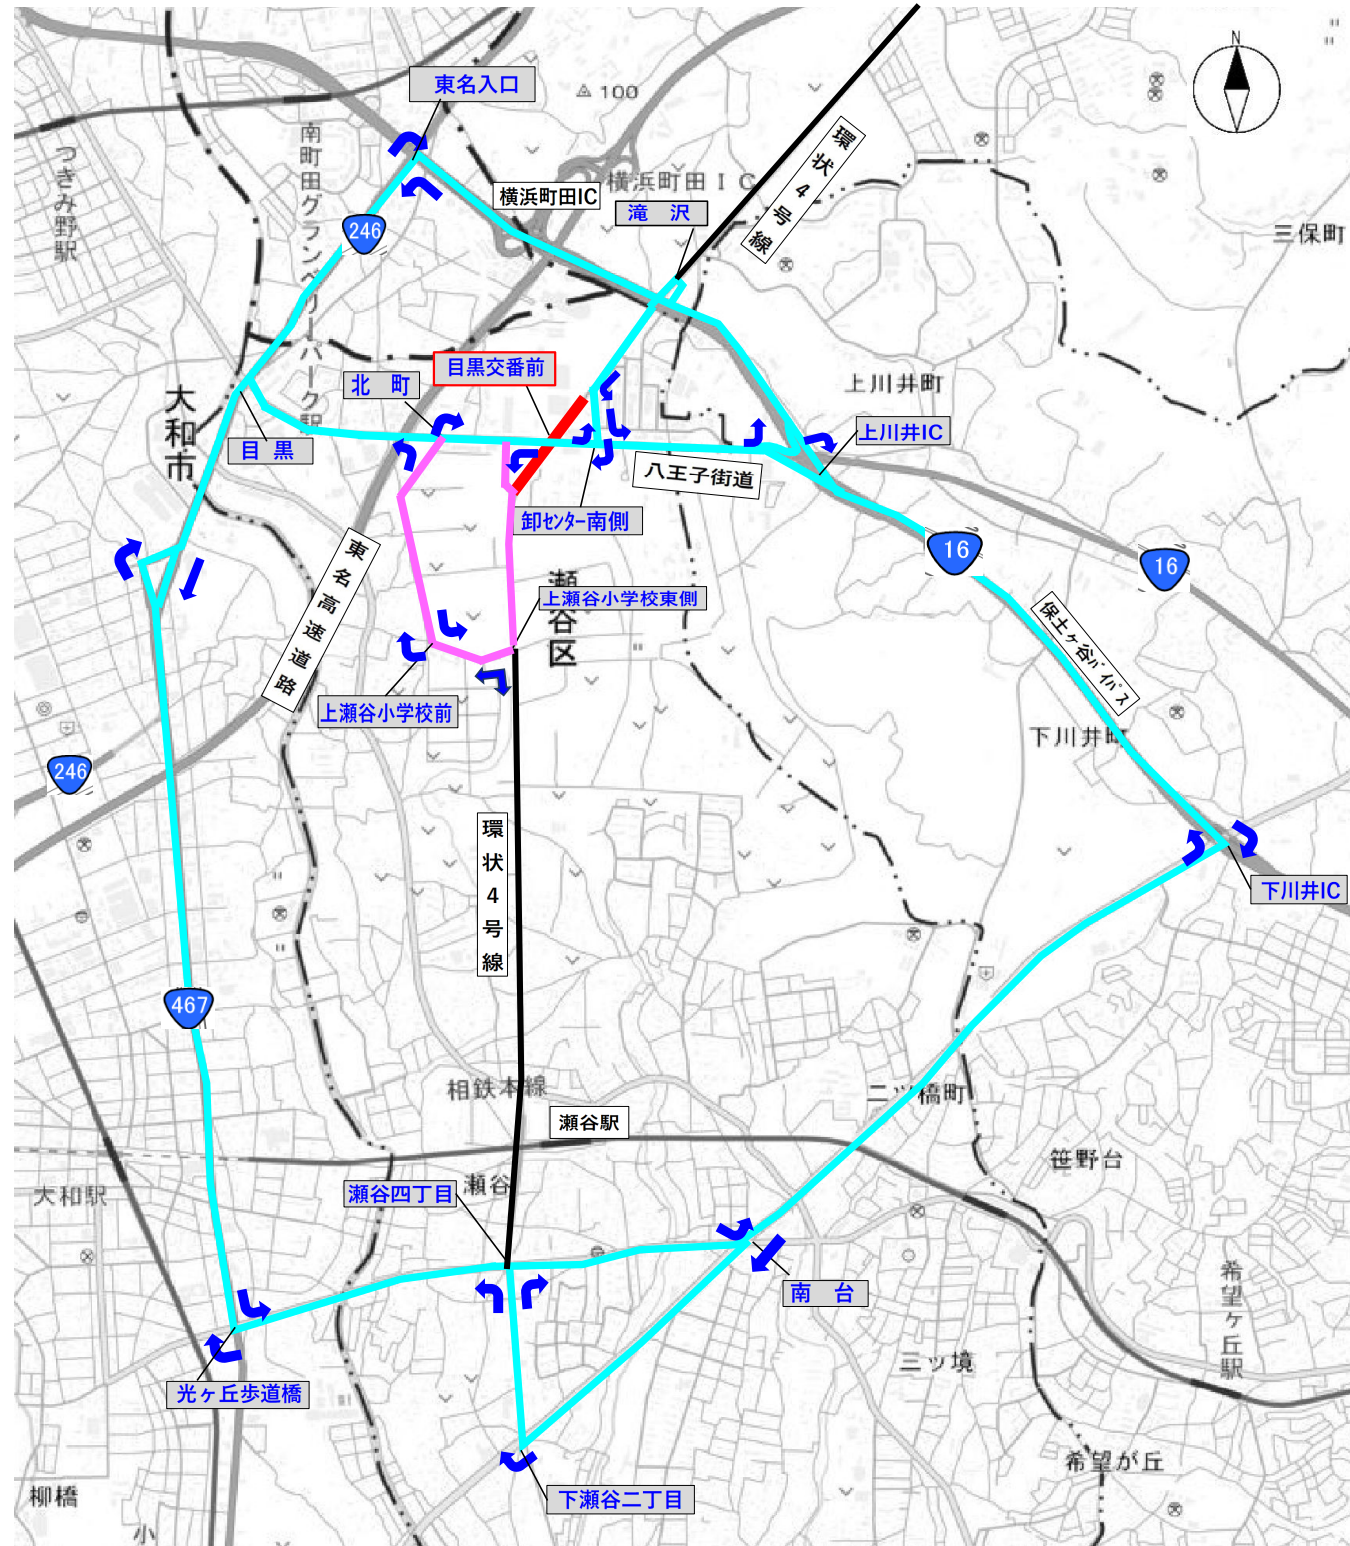 N
東名入口
100
南町田グランベリーパーク駅
つきみ野駅
横浜町田IC
横浜町田ＩＣ
滝　沢
環状4号線
三保町
246
目黒交番前
北　町
上川井町
大和市
目 黒
上川井IC
八王子街道
卸ｾﾝﾀｰ南側
東名高速道路
16
16
瀬谷区
上瀬谷小学校東側
保土ヶ谷ﾊﾞｲﾊﾟｽ
上瀬谷小学校前
下川井町
246
環状4号線
下川井IC
467
相鉄本線
二ツ橋町
瀬谷駅
笹野台
大和駅
瀬谷四丁目
瀬谷
南　台
希望ヶ丘駅
三ツ境
光ヶ丘歩道橋
希望が丘
下瀬谷二丁目
柳橋
小